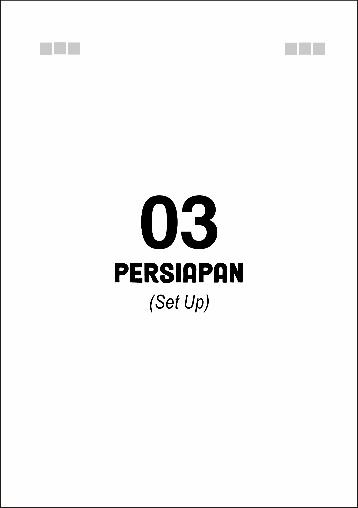 03
PERSIAPAN
(Set Up)